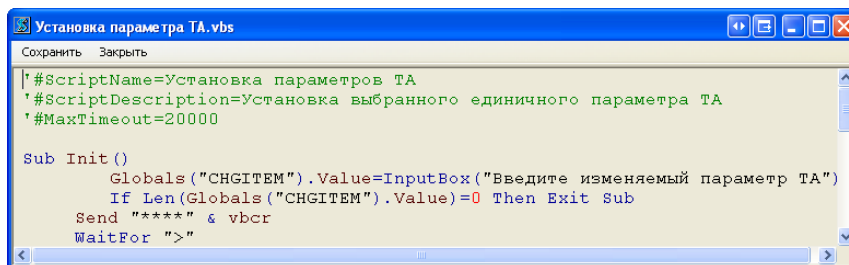 Установка параметра ТА.vbs
Сохранить Закрыть
'#ScriptName=Установка параметров ТА
'#ScriptDescription=Установка выбранного единичного параметра ТА
'#MaxTimeout=20000
Sub Init()
Globals("CHGITEM").Value=InputBox("Введите изменяемый параметр ТА")
If Len(Globals("CHGITEM").Value)=0 Then Exit Sub
Send "****" & vbcr
WaitFor ">"